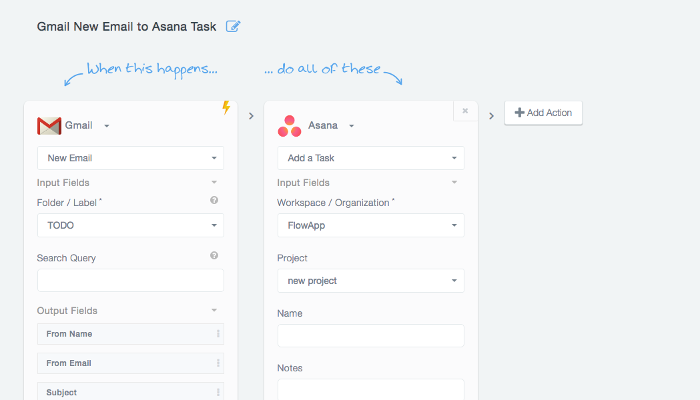 Gmail New Email to Asana Task
When this happens...
... do all of these
Gmail
New Email
Input Fields
Folder / Label *
?
TODO
Search Query
?
Output Fields
From Name
From Email
Subject
Asana
×
Add a Task
Input Fields
Workspace / Organization *
FlowApp
Project
new project
Name
Notes
Add Action